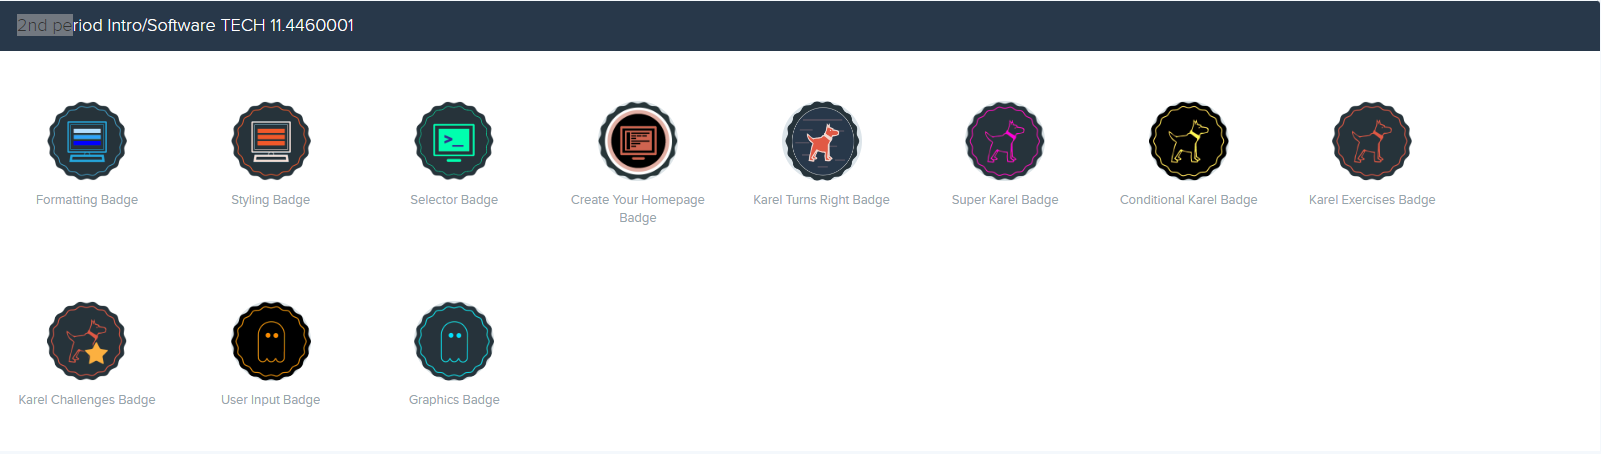 2nd period Intro/Software TECH 11.4460001
Formatting Badge
Styling Badge
Selector Badge
Create Your Homepage
Badge
Karel Turns Right Badge
Super Karel Badge
Conditional Karel Badge
Karel Exercises Badge
Karel Challenges Badge
User Input Badge
Graphics Badge